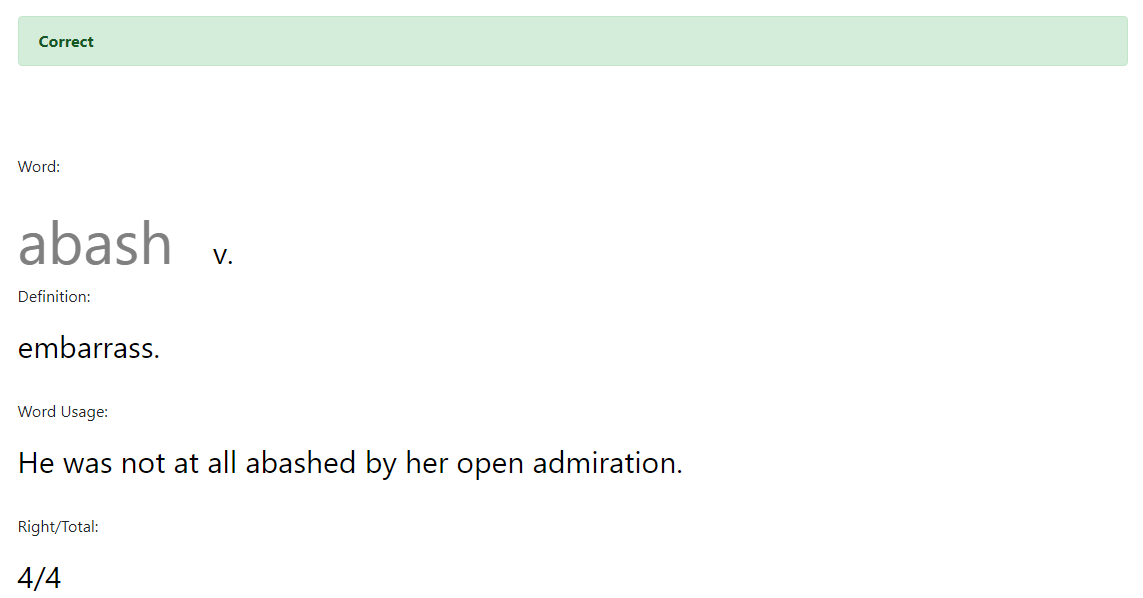 Correct
Word:
abash v.
Definition:
embarrass.
Word Usage:
He was not at all abashed by her open admiration.
Right/Total:
4/4